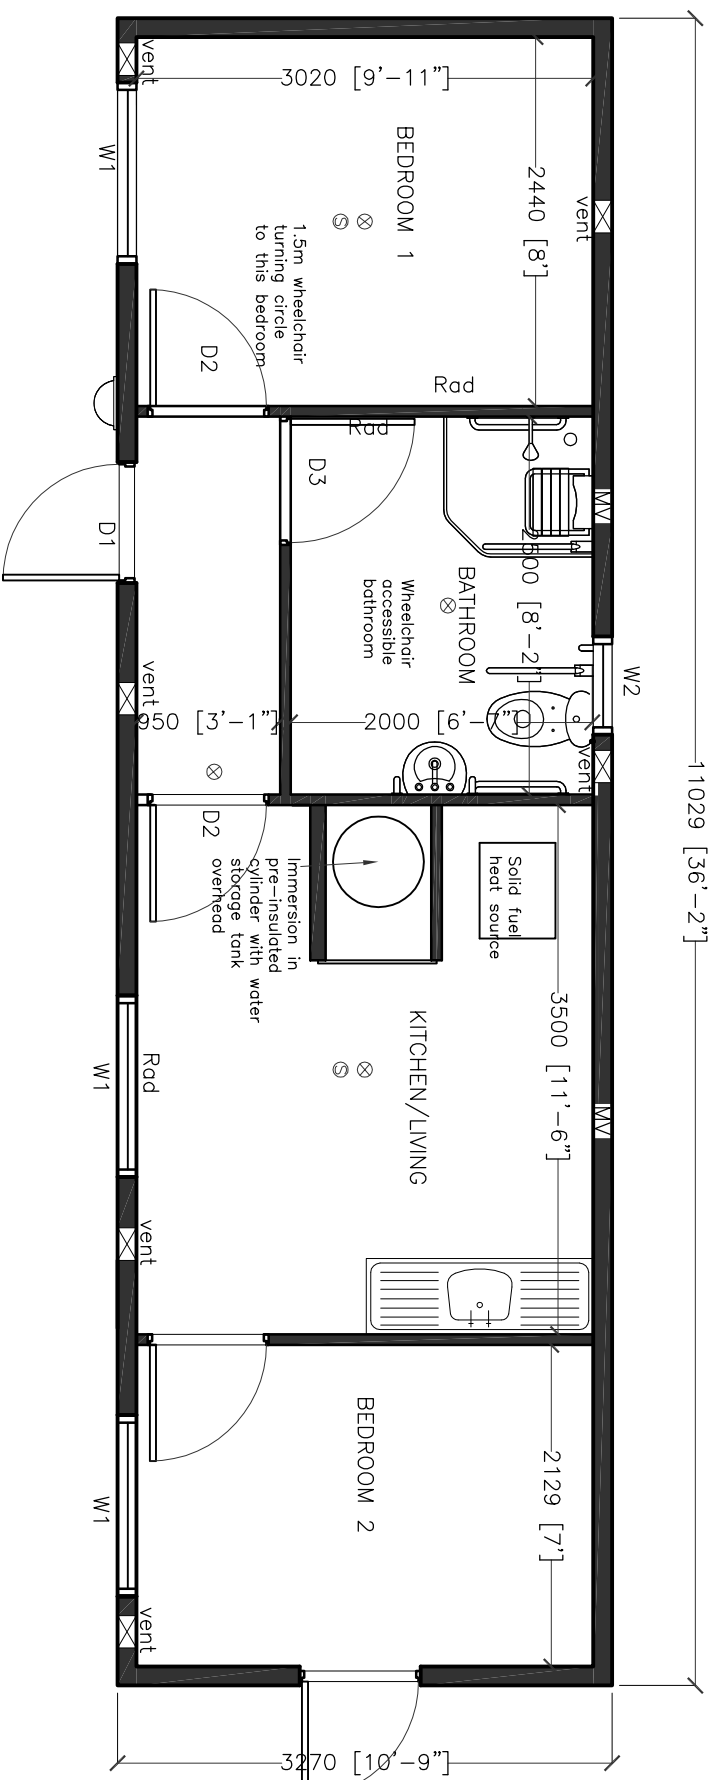 vent
3020 [9'-11"]
W1
BEDROOM 1
2440 [8']
vent
S
1.5m wheelchair
turning circle
to this bedroom
D2
Rad
Rad
D3
MV
D1
2500 [8'-2"]
BATHROOM
Wheelchair
accessible
bathroom
W2
vent
950 [3'-1"]
2000 [6'-7"]
vent
11029 [36'-2"]
D2
Immersion in
pre-insulated
cylinder with water
storage tank
overhead
Solid fuel
heat source
3500 [11'-6"]
KITCHEN/LIVING
S
Rad
W1
MV
vent
BEDROOM 2
2129 [7']
W1
vent
3270 [10'-9"]